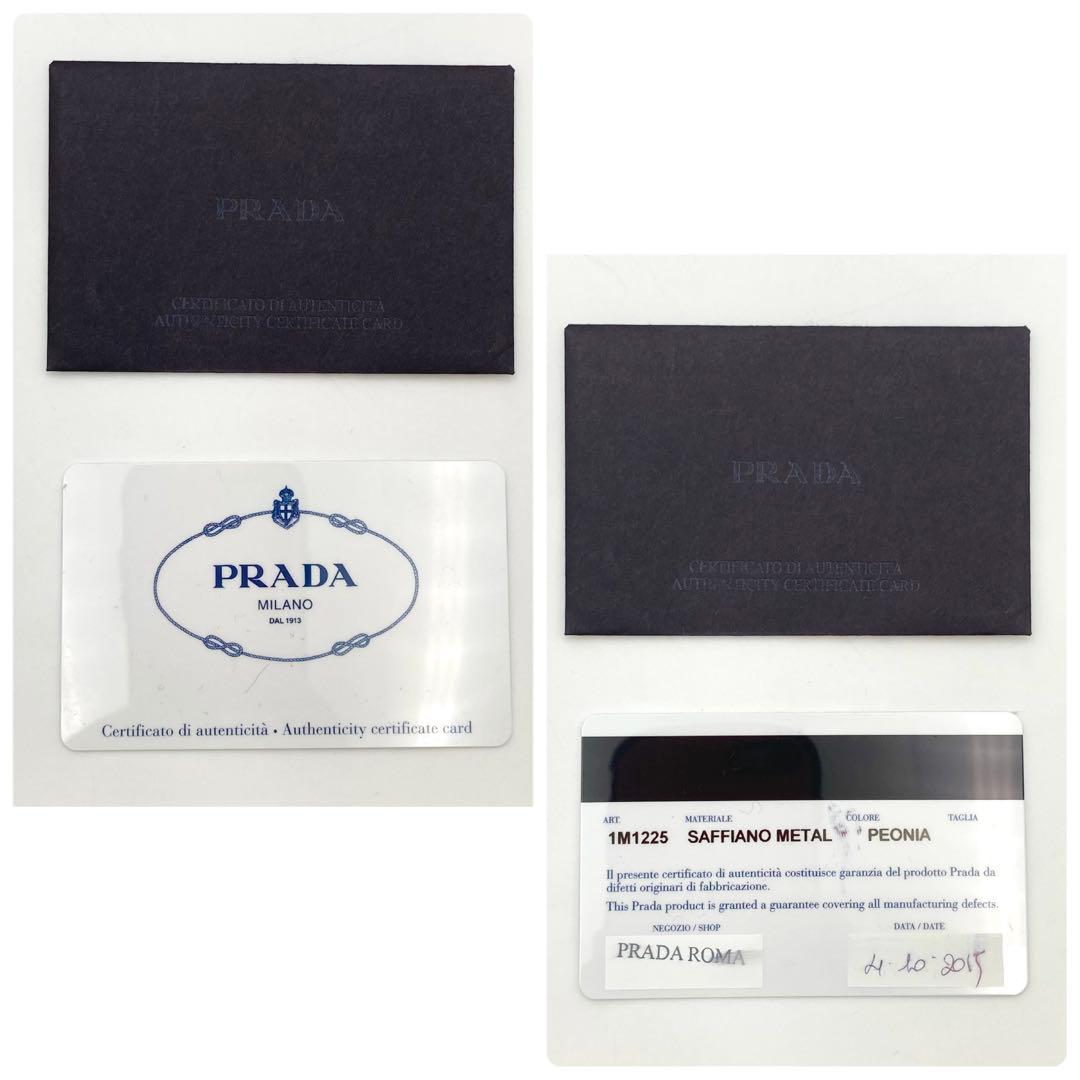 PRADA
CERTIFICATO DI AUTENTICITÀ
AUTHENTICITY CERTIFICATE CARD
PRADA
MILANO
DAL 1913
Certificato di autenticità • Authenticity certificate card
PRADA
CERTIFICATO DI AUTENTICITÀ
AUTHENTICITY CERTIFICATE CARD
ART. MATERIALE COLORE TAGLIA
1M1225 SAFFIANO METAL PEONIA
Il presente certificato di autenticità costituisce garanzia del prodotto Prada da
difetti originari di fabbricazione.
This Prada product is granted a guarantee covering all manufacturing defects.
NEGOZIO / SHOP DATA / DATE
PRADA ROMA 4-10-2015